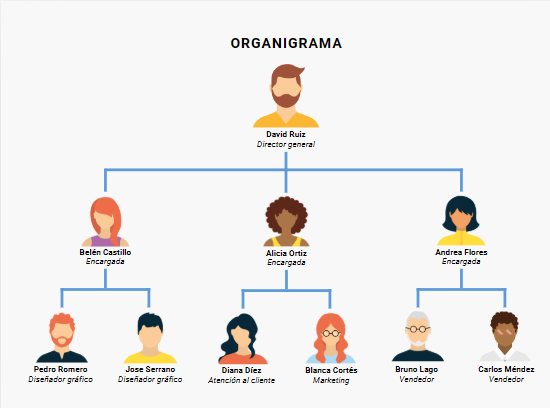 ORGANIGRAMA
David Ruiz
Director general
Belén Castillo
Encargada
Alicia Ortiz
Encargada
Andrea Flores
Encargada
Pedro Romero
Diseñador gráfico
Jose Serrano
Diseñador gráfico
Diana Díez
Atención al cliente
Blanca Cortés
Marketing
Bruno Lago
Vendedor
Carlos Méndez
Vendedor